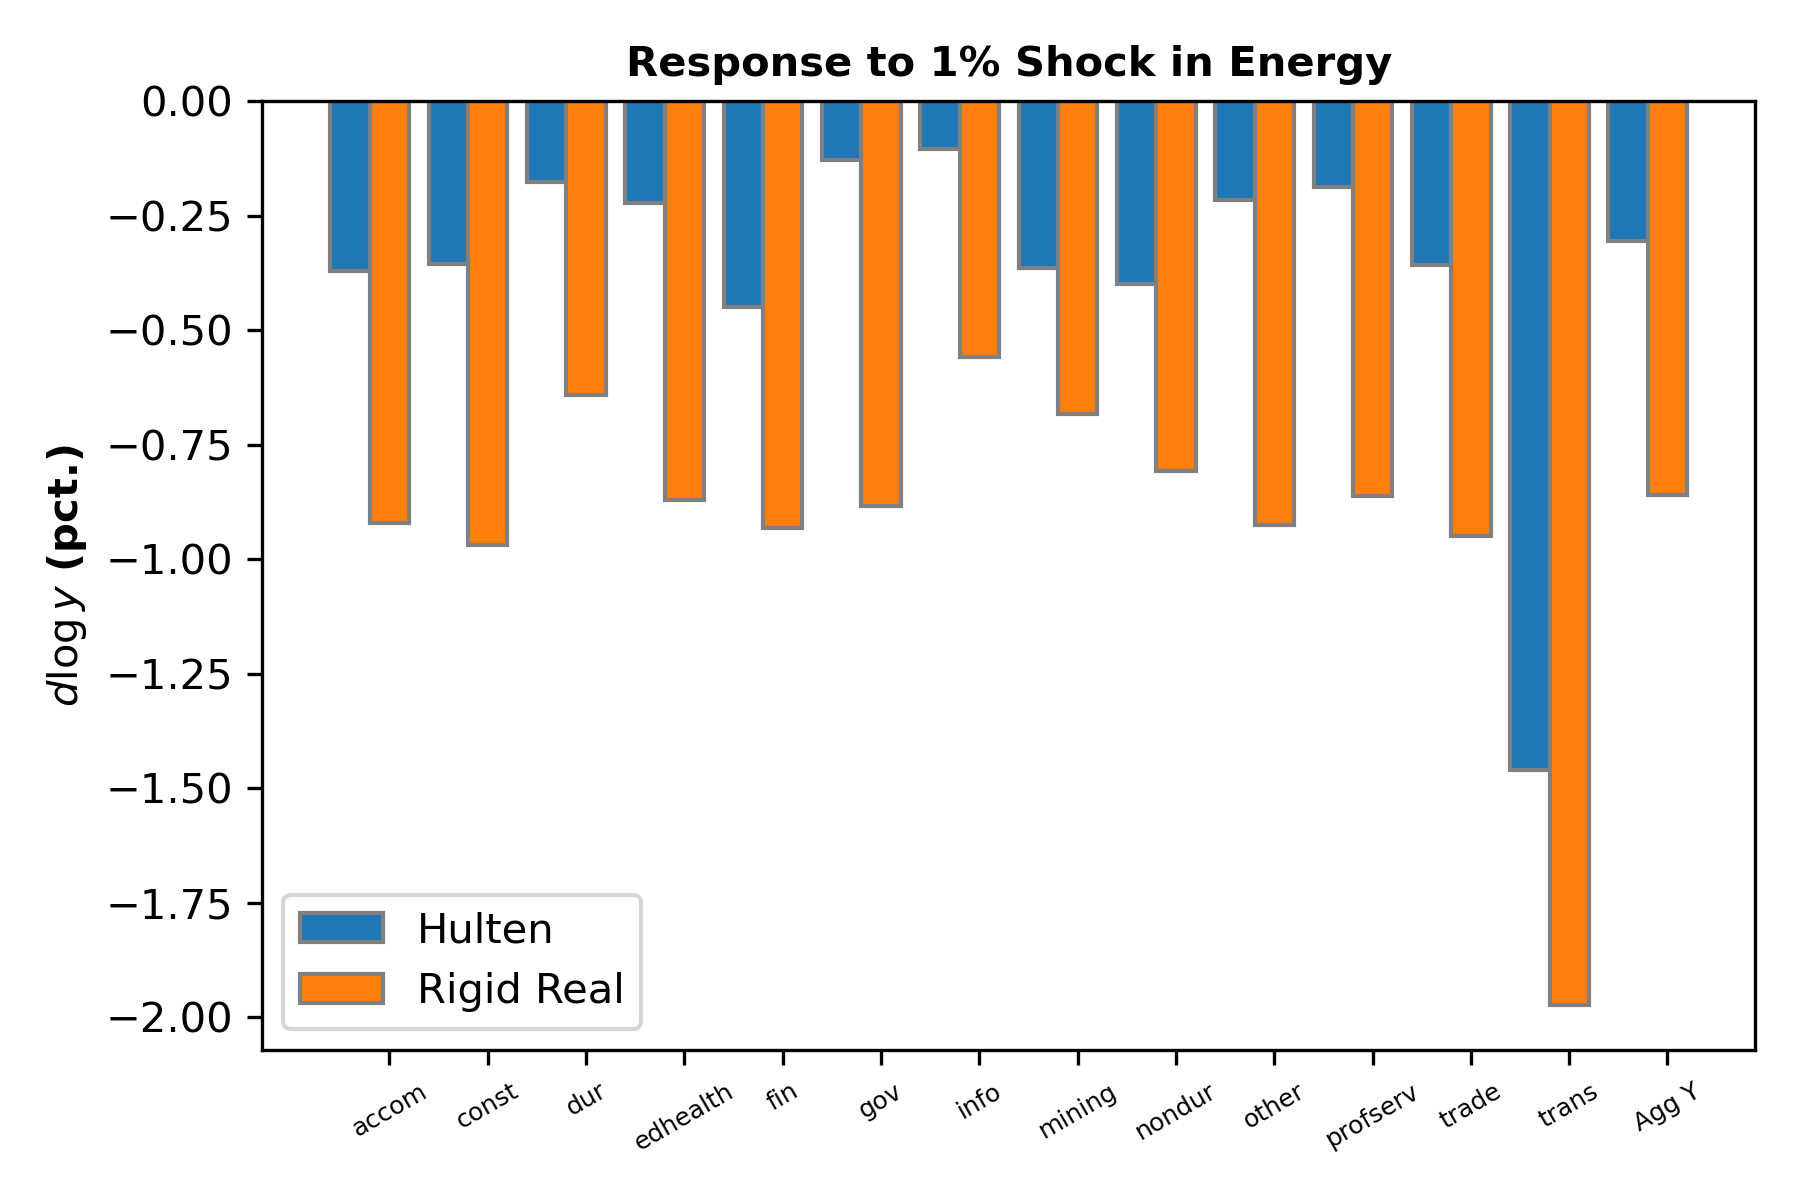 Response to 1% Shock in Energy
0.00
−0.25
−0.50
−0.75
−1.00
−1.25
−1.50
−1.75
−2.00
dlog y (pct.)
Hulten
Rigid Real
accom
const
dur
edhealth
fin
gov
info
mining
nondur
other
profserv
trade
trans
Agg Y